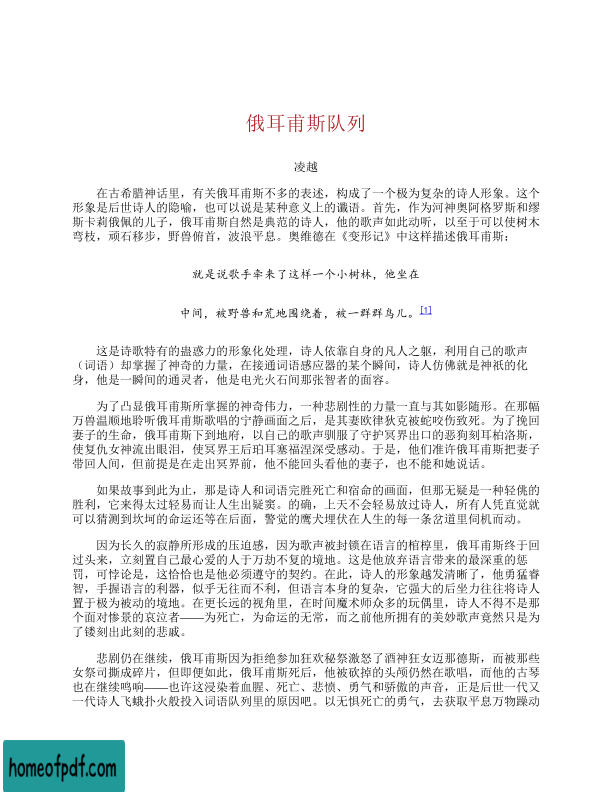 俄耳甫斯队列
凌越
在古希腊神话里，有关俄耳甫斯不多的表述，构成了一个极为复杂的诗人形象。这个
形象是后世诗人的隐喻，也可以说是某种意义上的谶语。首先，作为河神奥阿格罗斯和缪
斯卡莉俄佩的儿子，俄耳甫斯自然是典范的诗人，他的歌声如此动听，以至于可以使树木
弯枝，顽石移步，野兽俯首，波浪平息。奥维德在《变形记》中这样描述俄耳甫斯：
就是说歌手牵来了这样一个小树林，他坐在
中间，被野兽和荒地围绕着，被一群群鸟儿。[1]
这是诗歌特有的蛊惑力的形象化处理，诗人依靠自身的凡人之躯，利用自己的歌声
（词语）却掌握了神奇的力量，在接通词语感应器的某个瞬间，诗人仿佛就是神祇的化
身，他是一瞬间的通灵者，他是电光火石间那张智者的面容。
为了凸显俄耳甫斯所掌握的神奇伟力，一种悲剧性的力量一直与其如影随形。在那幅
万兽温顺地聆听俄耳甫斯歌唱的宁静画面之后，是其妻欧律狄克被蛇咬伤致死。为了挽回
妻子的生命，俄耳甫斯下到地府，以自己的歌声驯服了守护冥界出口的恶狗刻耳柏洛斯，
使复仇女神流出眼泪，使冥界王后珀耳塞福涅深受感动。于是，他们准许俄耳甫斯把妻子
带回人间，但前提是在走出冥界前，他不能回头看他的妻子，也不能和她说话。
如果故事到此为止，那是诗人和词语完胜死亡和宿命的画面，但那无疑是一种轻佻的
胜利，它来得太过轻易而让人生出疑窦。的确，上天不会轻易放过诗人，所有人凭直觉就
可以猜测到坎坷的命运还等在后面，警觉的鹰犬埋伏在人生的每一条岔道里伺机而动。
因为长久的寂静所形成的压迫感，因为歌声被封锁在语言的棺椁里，俄耳甫斯终于回
过头来，立刻置自己最心爱的人于万劫不复的境地。这是他放弃语言带来的最深重的惩
罚，可悖论是，这恰恰也是他必须遵守的契约。在此，诗人的形象越发清晰了，他勇猛睿
智，手握语言的利器，似乎无往而不利，但语言本身的复杂，它强大的后坐力往往将诗人
置于极为被动的境地。在更长远的视角里，在时间魔术师众多的玩偶里，诗人不得不是那
个面对惨景的哀泣者——为死亡，为命运的无常，而之前他所拥有的美妙歌声竟然只是为
了镂刻出此刻的悲戚。
悲剧仍在继续，俄耳甫斯因为拒绝参加狂欢秘祭激怒了酒神狂女迈那德斯，而被那些
女祭司撕成碎片，但即便如此，俄耳甫斯死后，他被砍掉的头颅仍然在歌唱，而他的古琴
也在继续鸣响——也许这浸染着血腥、死亡、悲愤、勇气和骄傲的声音，正是后世一代又
一代诗人飞蛾扑火般投入词语队列里的原因吧。以无惧死亡的勇气，去获取平息万物躁动
homeofpdf.com